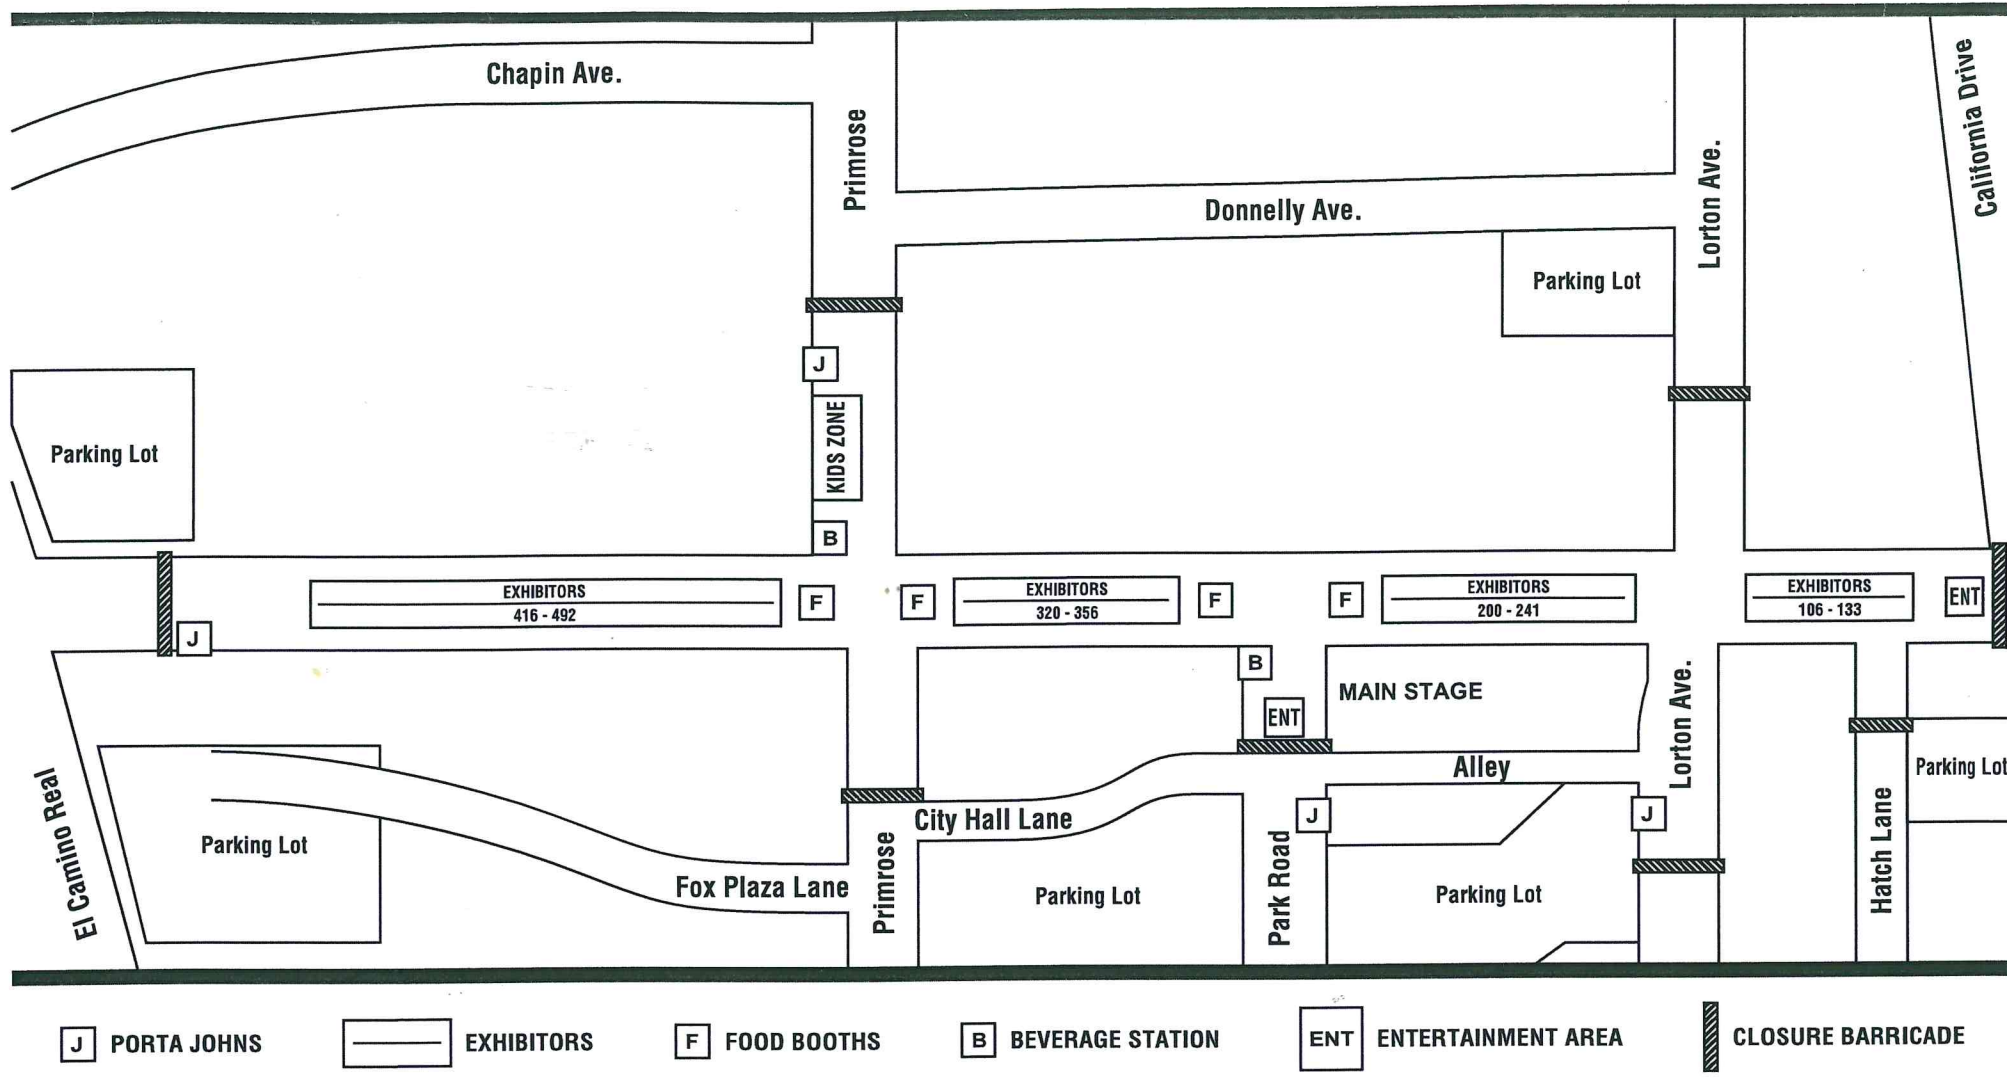 Chapin Ave.
Primrose
Donnelly Ave.
Lorton Ave.
California Drive
Parking Lot
J
KIDS ZONE
Parking Lot
B
EXHIBITORS
416 - 492
F
F
EXHIBITORS
320 - 356
F
F
EXHIBITORS
200 - 241
EXHIBITORS
106 - 133
ENT
J
B
MAIN STAGE
ENT
Lorton Ave.
Alley
Parking Lot
El Camino Real
Parking Lot
City Hall Lane
J
J
Fox Plaza Lane
Primrose
Parking Lot
Park Road
Parking Lot
Hatch Lane
J PORTA JOHNS
EXHIBITORS
F FOOD BOOTHS
B BEVERAGE STATION
ENT ENTERTAINMENT AREA
CLOSURE BARRICADE